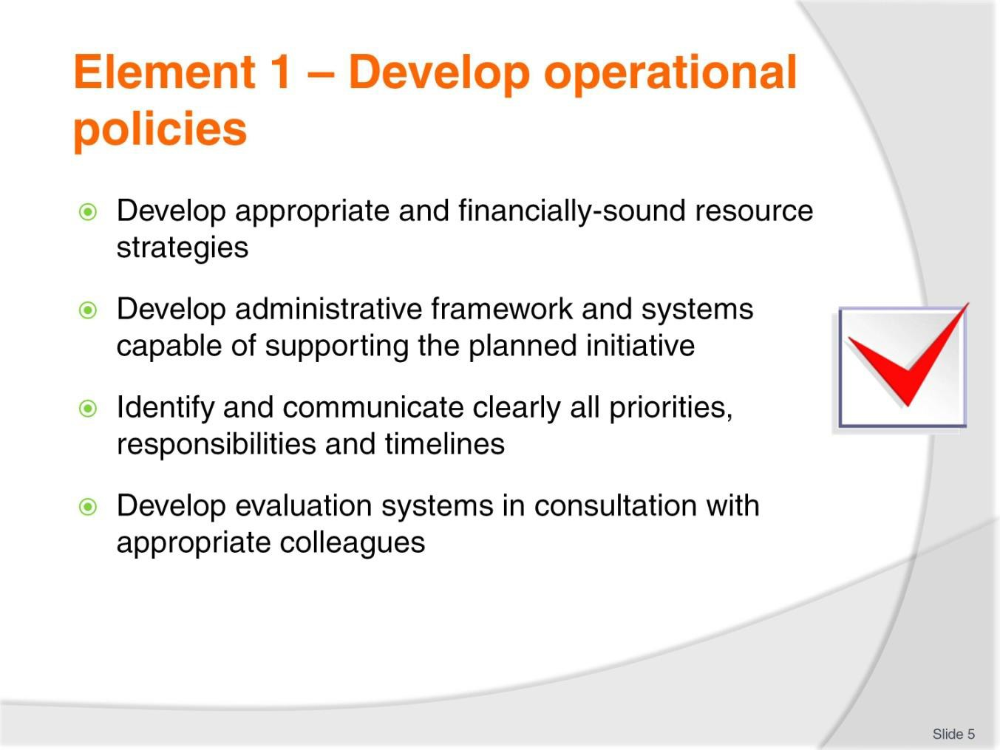 Element 1 – Develop operational
policies
Develop appropriate and financially-sound resource
strategies
Develop administrative framework and systems
capable of supporting the planned initiative
Identify and communicate clearly all priorities,
responsibilities and timelines
Develop evaluation systems in consultation with
appropriate colleagues
Slide 5